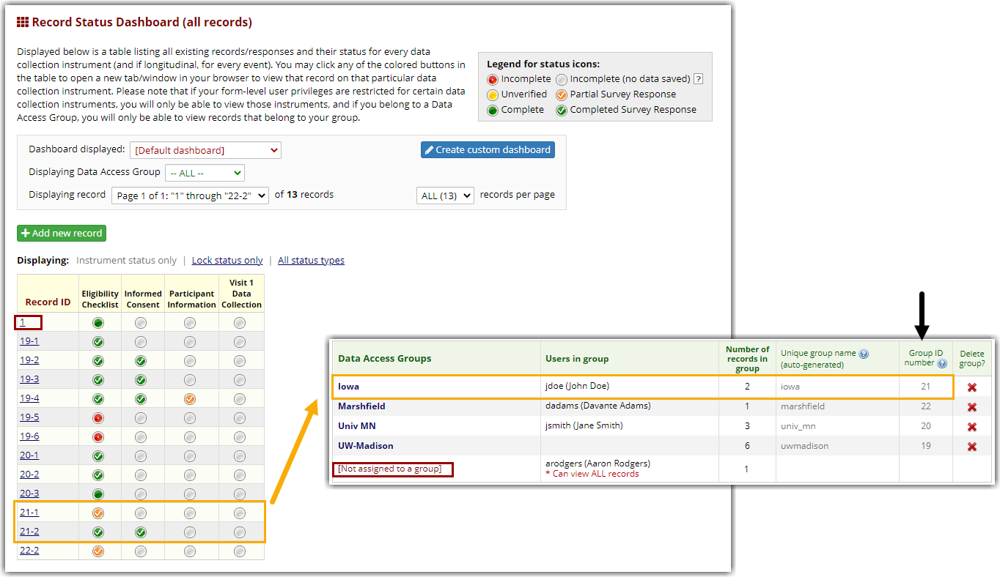 Record Status Dashboard (all records)
Displayed below is a table listing all existing records/responses and their status for every data
collection instrument (and if longitudinal, for every event). You may click any of the colored buttons in
the table to open a new tab/window in your browser to view that record on that particular data
collection instrument. Please note that if your form-level user privileges are restricted for certain data
collection instruments, you will only be able to view those instruments, and if you belong to a Data
Access Group, you will only be able to view records that belong to your group.
Legend for status icons:
Incomplete Incomplete (no data saved) ?
Unverified Partial Survey Response
Complete Completed Survey Response
Dashboard displayed: [Default dashboard] Create custom dashboard
Displaying Data Access Group -- ALL --
Displaying record Page 1 of 1: "1" through "22-2" of 13 records ALL (13) records per page
Add new record
Displaying: Instrument status only | Lock status only | All status types
Record ID Eligibility Checklist Informed Consent Participant Information Visit 1 Data Collection
1
19-1
19-2
19-3
19-4
19-5
19-6
20-1
20-2
20-3
21-1
21-2
22-2
Data Access Groups Users in group Number of records in group Unique group name ? (auto-generated) Group ID number ? Delete group?
Iowa jdoe (John Doe) 2 iowa 21
Marshfield dadams (Davante Adams) 1 marshfield 22
Univ MN jsmith (Jane Smith) 3 univ_mn 20
UW-Madison 6 uwmadison 19
[Not assigned to a group] arodgers (Aaron Rodgers) 1
* Can view ALL records